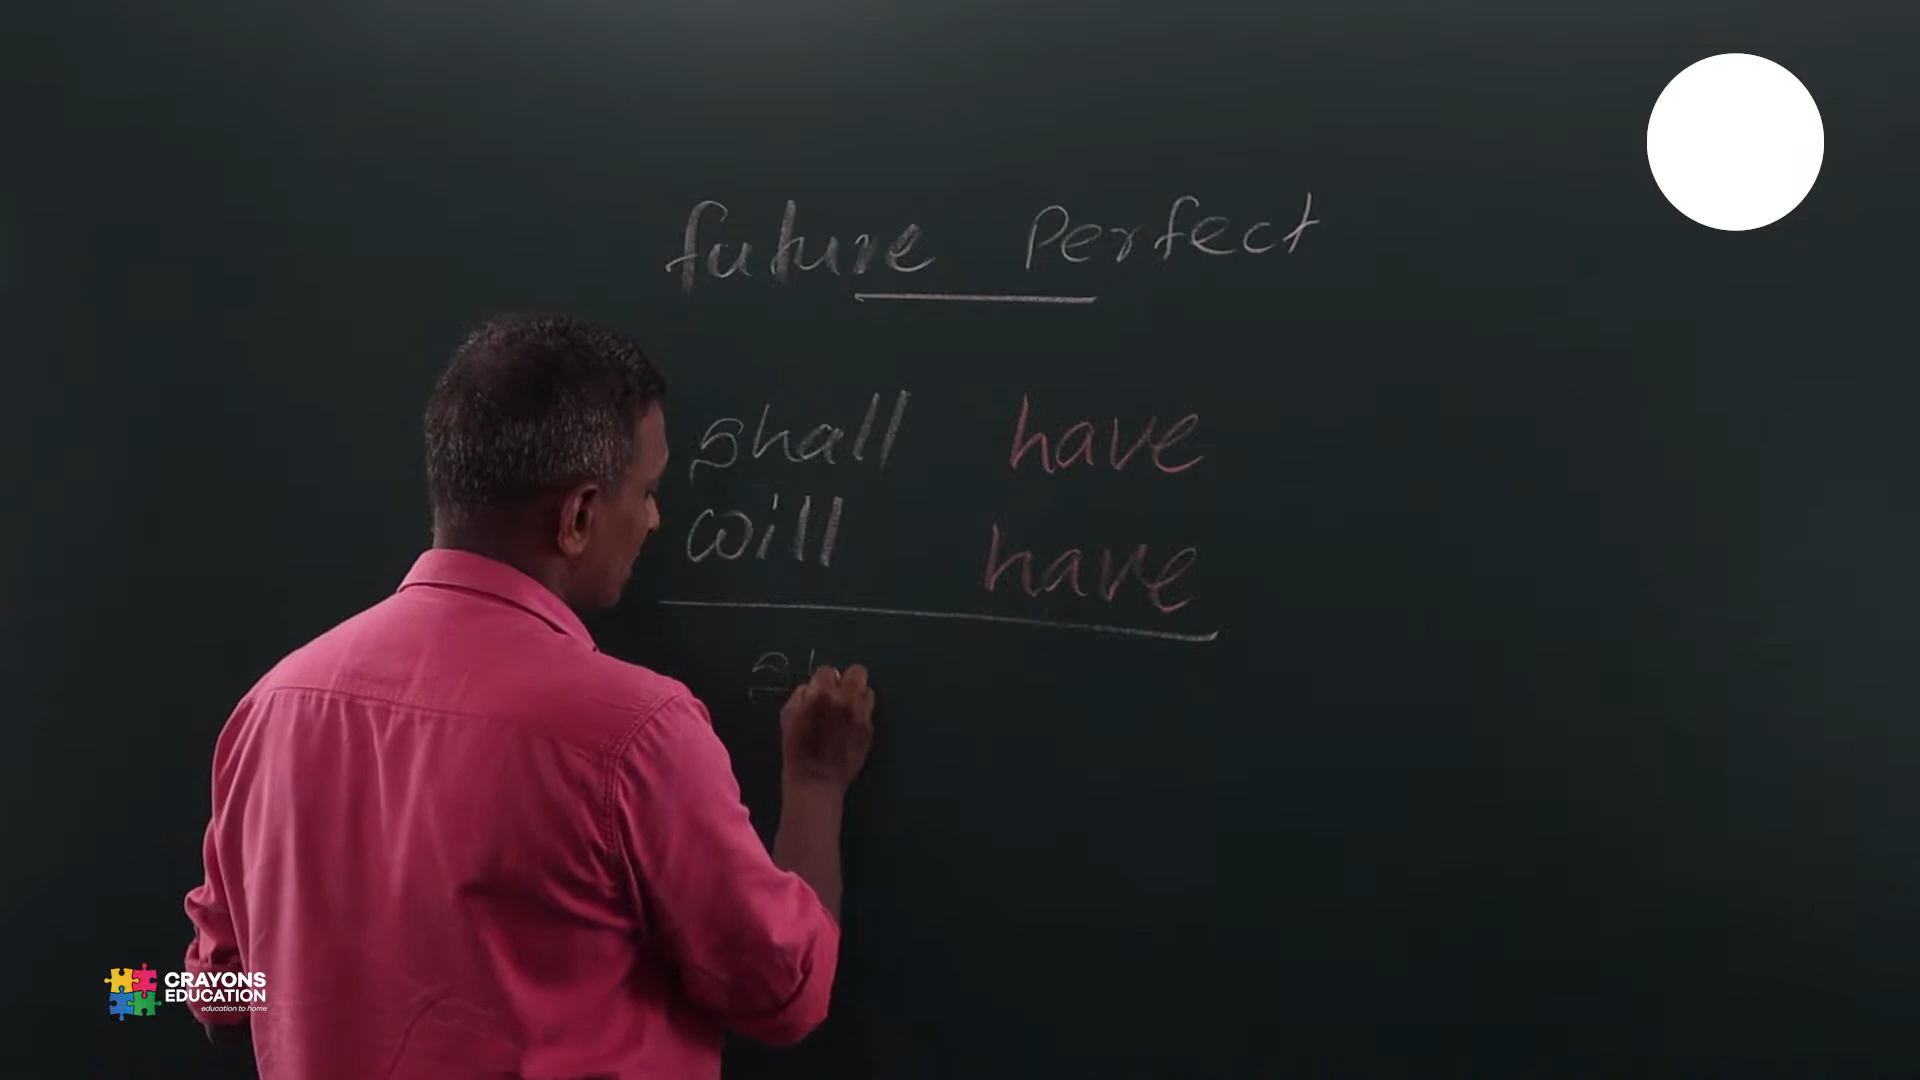 future Perfect
shall have
will have
CRAYONS
EDUCATION
education to home